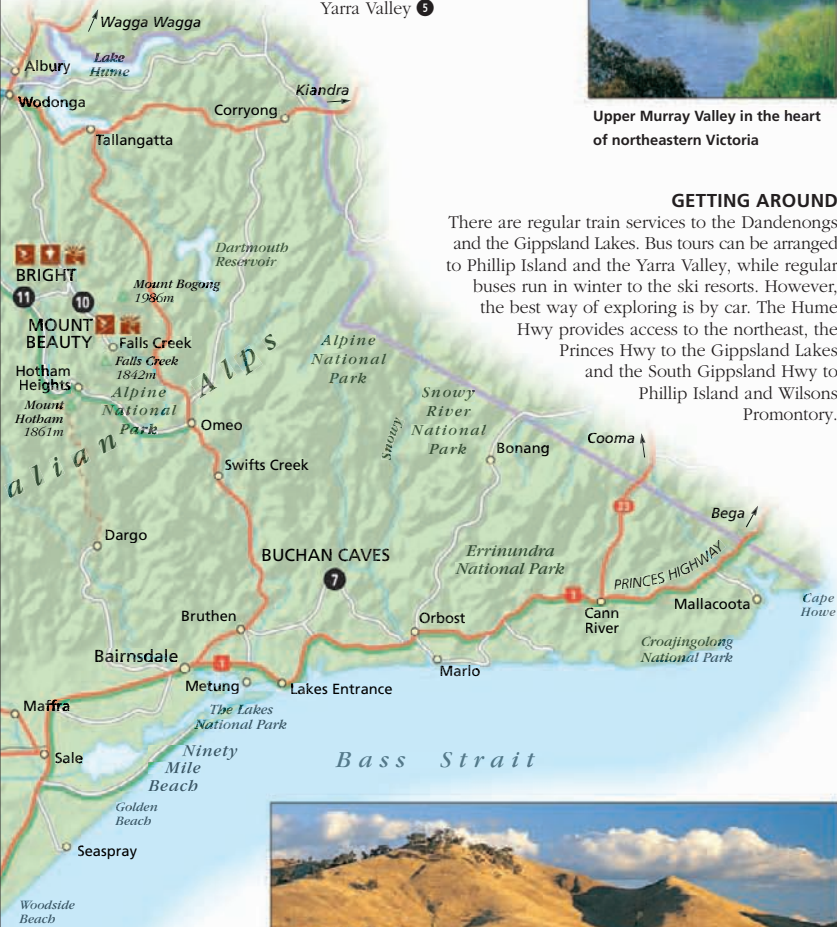 Yarra Valley 5
Wagga Wagga
Albury
Lake
Hume
Kiandra
Wodonga
Corryong
Tallangatta
Upper Murray Valley in the heart
of northeastern Victoria
GETTING AROUND
There are regular train services to the Dandenongs
and the Gippsland Lakes. Bus tours can be arranged
to Phillip Island and the Yarra Valley, while regular
buses run in winter to the ski resorts. However,
the best way of exploring is by car. The Hume
Hwy provides access to the northeast, the
Princes Hwy to the Gippsland Lakes
and the South Gippsland Hwy to
Phillip Island and Wilsons
Promontory.
Dartmouth
Reservoir
BRIGHT
11
10
Mount Bogong
1986m
MOUNT
BEAUTY
Falls Creek
Falls Creek
1842m
Hotham
Heights
Mount
Hotham
1861m
Alpine
National
Park
alian Alps
Alpine
National
Park
Snowy
River
National
Park
Snowy
Omeo
Swifts Creek
Bonang
Cooma
23
Bega
Dargo
BUCHAN CAVES
7
Errinundra
National Park
PRINCES HIGHWAY
1
Cann
River
Mallacoota
Cape
Howe
Bruthen
Orbost
Croajingolong
National Park
Bairnsdale
1
Marlo
Metung
Lakes Entrance
Maffra
The Lakes
National Park
Sale
Ninety
Mile
Beach
Bass Strait
Golden
Beach
Seaspray
Woodside
Beach